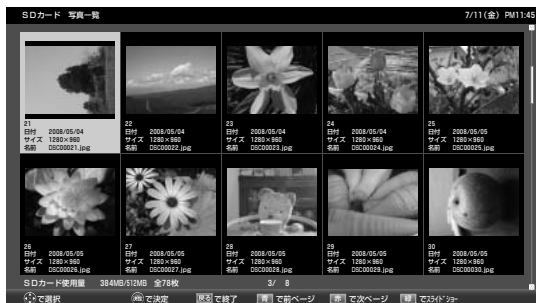 SDカード 写真一覧 7/11(金) PM11:45
21
日付 2008/05/04
サイズ 1280×960
名前 DSC00021.jpg
22
日付 2008/05/04
サイズ 1280×960
名前 DSC00022.jpg
23
日付 2008/05/04
サイズ 1280×960
名前 DSC00023.jpg
24
日付 2008/05/04
サイズ 1280×960
名前 DSC00024.jpg
25
日付 2008/05/05
サイズ 1280×960
名前 DSC00025.jpg
26
日付 2008/05/05
サイズ 1280×960
名前 DSC00026.jpg
27
日付 2008/05/05
サイズ 1280×960
名前 DSC00027.jpg
28
日付 2008/05/05
サイズ 1280×960
名前 DSC00028.jpg
29
日付 2008/05/05
サイズ 1280×960
名前 DSC00029.jpg
30
日付 2008/05/05
サイズ 1280×960
名前 DSC00030.jpg
SDカード使用量 384MB/512MB 全78枚 3/ 8
で選択 決定 で決定 戻る で終了 青 で前ページ 赤 で次ページ 緑 でスライドショー